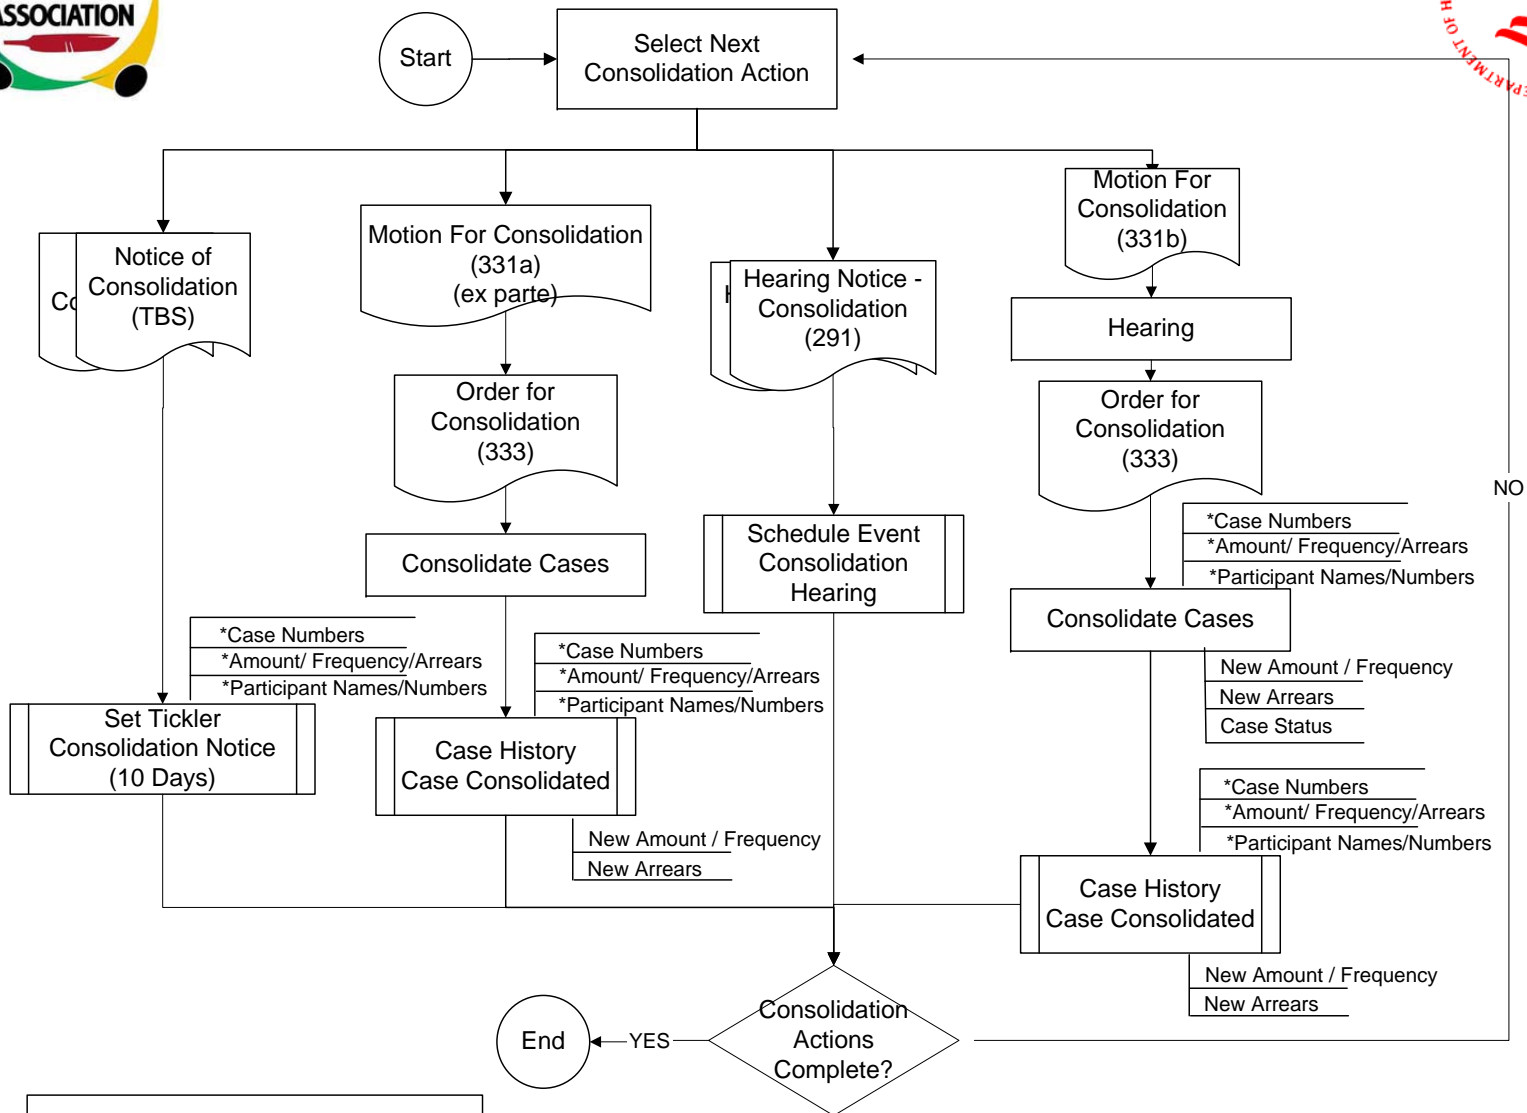 ASSOCIATION
DEPARTMENT OF H
Start
Select Next
Consolidation Action
Notice of
Consolidation
(TBS)
Co
Motion For Consolidation
(331a)
(ex parte)
Hearing Notice -
Consolidation
(291)
H
Motion For
Consolidation
(331b)
Hearing
Order for
Consolidation
(333)
Order for
Consolidation
(333)
NO
Consolidate Cases
Schedule Event
Consolidation
Hearing
*Case Numbers
*Amount/ Frequency/Arrears
*Participant Names/Numbers
Consolidate Cases
*Case Numbers
*Amount/ Frequency/Arrears
*Participant Names/Numbers
*Case Numbers
*Amount/ Frequency/Arrears
*Participant Names/Numbers
New Amount / Frequency
New Arrears
Case Status
Set Tickler
Consolidation Notice
(10 Days)
Case History
Case Consolidated
*Case Numbers
*Amount/ Frequency/Arrears
*Participant Names/Numbers
New Amount / Frequency
New Arrears
Case History
Case Consolidated
New Amount / Frequency
New Arrears
End
YES
Consolidation
Actions
Complete?